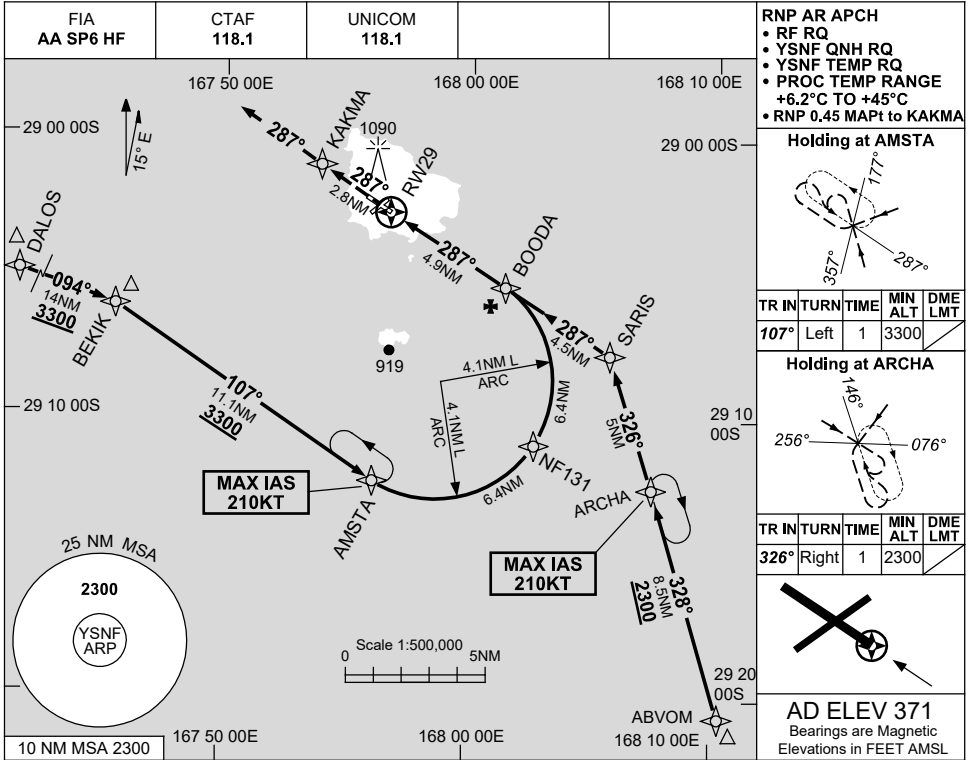 FIA
AA SP6 HF
CTAF
118.1
UNICOM
118.1
RNP AR APCH
• RF RQ
• YSNF QNH RQ
• YSNF TEMP RQ
• PROC TEMP RANGE
+6.2°C TO +45°C
• RNP 0.45 MAPt to KAKMA
167 50 00E
168 00 00E
168 10 00E
29 00 00S
29 00 00S
15° E
287°
KAKMA
1090
287°
2.8NM
RW29
287°
4.9NM
BOODA
DALOS
094°
14NM
3300
BEKIK
287°
4.5NM
SARIS
919
107°
11.1NM
3300
4.1NM L
ARC
4.1NM L
ARC
6.4NM
29 10 00S
29 10
00S
326°
5NM
NF131
6.4NM
MAX IAS
210KT
AMSTA
ARCHA
MAX IAS
210KT
328°
8.5NM
2300
25 NM MSA
2300
YSNF
ARP
Scale 1:500,000
0
5NM
29 20
00S
ABVOM
10 NM MSA 2300
167 50 00E
168 00 00E
168 10 00E
Holding at AMSTA
177°
357°
287°
TR IN TURN TIME MIN ALT DME LMT
107° Left 1 3300
Holding at ARCHA
146°
256°
076°
TR IN TURN TIME MIN ALT DME LMT
326° Right 1 2300
AD ELEV 371
Bearings are Magnetic
Elevations in FEET AMSL